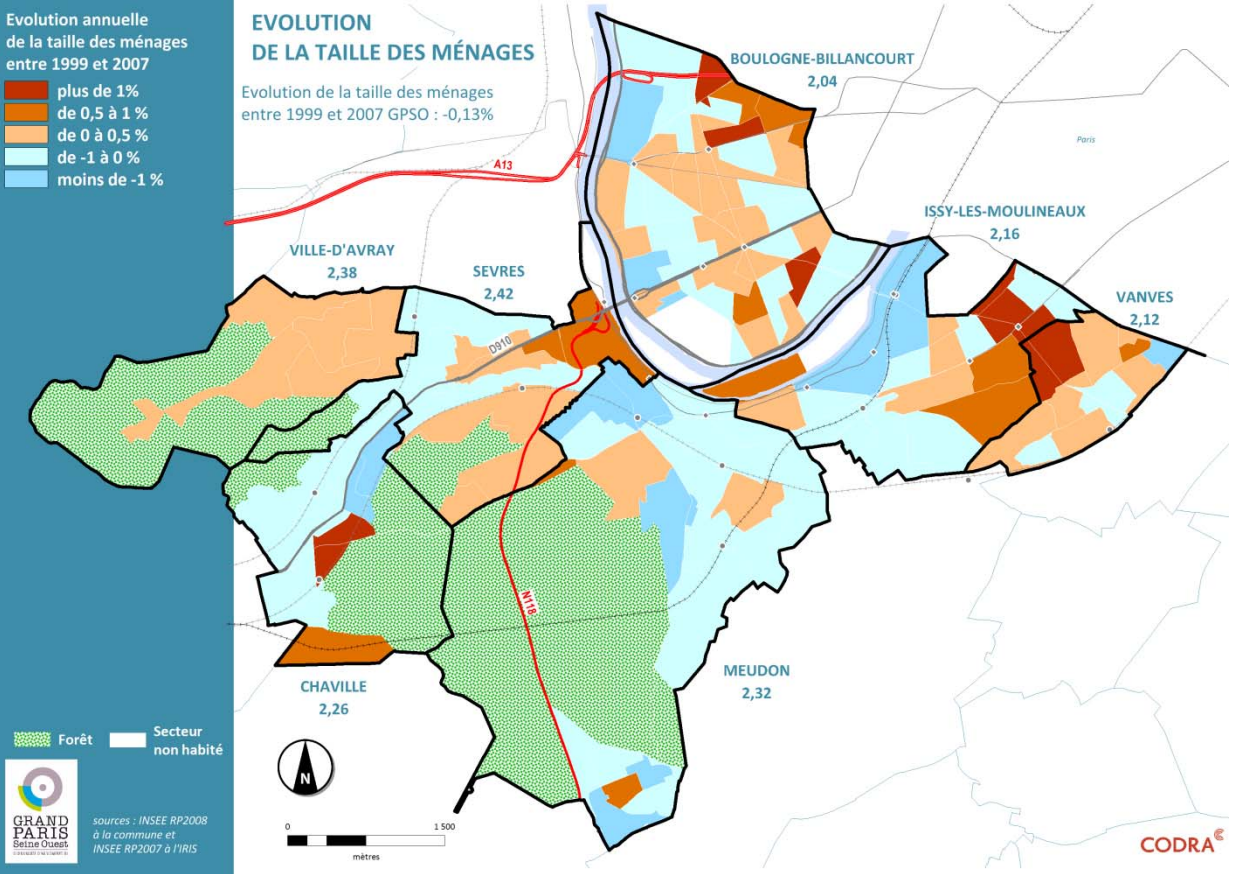 Evolution annuelle
de la taille des ménages
entre 1999 et 2007
plus de 1%
de 0,5 à 1 %
de 0 à 0,5 %
de -1 à 0 %
moins de -1 %
EVOLUTION
DE LA TAILLE DES MÉNAGES
Evolution de la taille des ménages
entre 1999 et 2007 GPSO : -0,13%
BOULOGNE-BILLANCOURT
2,04
Paris
A13
ISSY-LES-MOULINEAUX
2,16
VILLE-D'AVRAY
2,38
SEVRES
2,42
VANVES
2,12
D910
N118
MEUDON
2,32
CHAVILLE
2,26
Forêt
Secteur
non habité
N
GRAND
PARIS
Seine Ouest
sources : INSEE RP2008
à la commune et
INSEE RP2007 à l'IRIS
0 1 500
mètres
CODRA